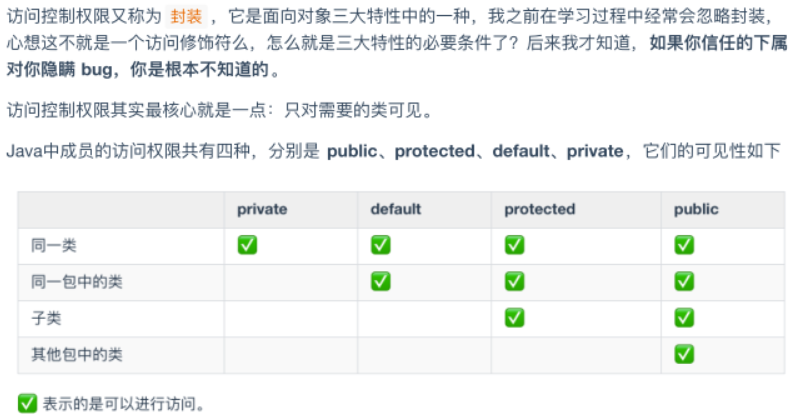 访问控制权限又称为 封装 ，它是面向对象三大特性中的一种，我之前在学习过程中经常会忽略封装，
心想这不就是一个访问修饰符么，怎么就是三大特性的必要条件了？后来我才知道，如果你信任的下属
对你隐瞒 bug，你是根本不知道的。
访问控制权限其实最核心就是一点：只对需要的类可见。
Java中成员的访问权限共有四种，分别是 public、protected、default、private，它们的可见性如下
private default protected public
同一类 ✅ ✅ ✅ ✅
同一包中的类 ✅ ✅ ✅
子类 ✅ ✅
其他包中的类 ✅
✅ 表示的是可以进行访问。